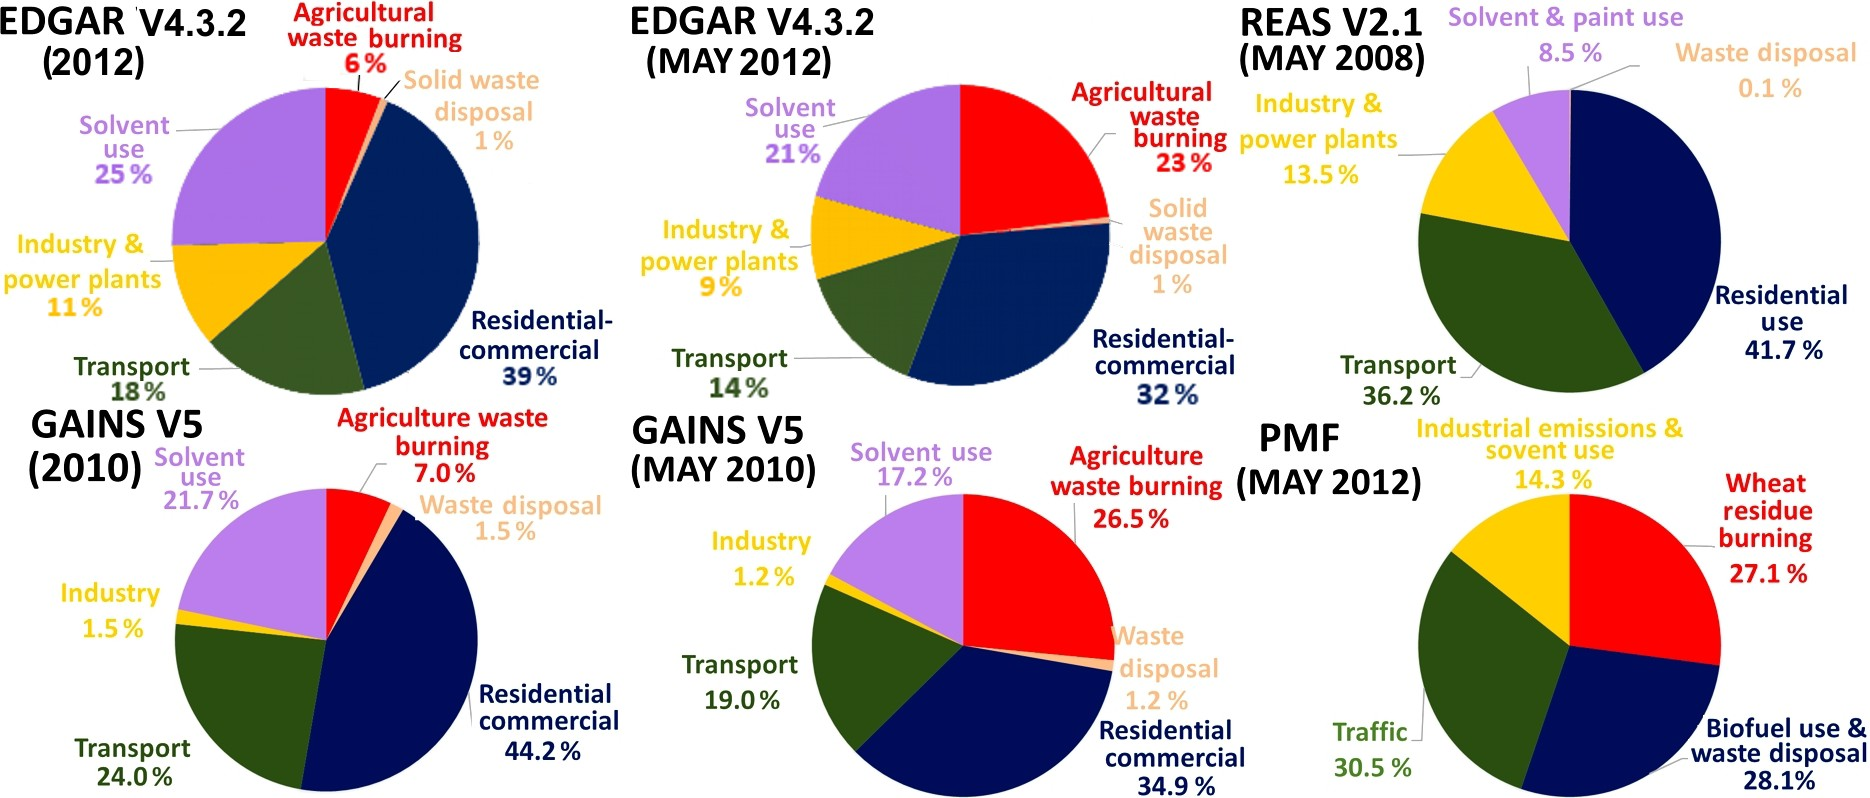 EDGAR V4.3.2
(2012)
Agricultural
waste burning
6 %
Solid waste
disposal
1 %
Solvent
use
25 %
Industry &
power plants
11 %
Transport
18 %
Residential-
commercial
39 %
EDGAR V4.3.2
(MAY 2012)
Solvent
use
21 %
Agricultural
waste
burning
23 %
Solid
waste
disposal
1 %
Industry &
power plants
9 %
Transport
14 %
Residential-
commercial
32 %
REAS V2.1
(MAY 2008)
Solvent & paint use
8.5 %
Waste disposal
0.1 %
Industry &
power plants
13.5 %
Residential
use
41.7 %
Transport
36.2 %
GAINS V5
(2010)
Agriculture waste
burning
7.0 %
Solvent
use
21.7 %
Waste disposal
1.5 %
Industry
1.5 %
Residential
commercial
44.2 %
Transport
24.0 %
GAINS V5
(MAY 2010)
Solvent use
17.2 %
Agriculture
waste burning
26.5 %
Industry
1.2 %
Waste
disposal
1.2 %
Transport
19.0 %
Residential
commercial
34.9 %
PMF
(MAY 2012)
Industrial emissions &
sovent use
14.3 %
Wheat
residue
burning
27.1 %
Traffic
30.5 %
Biofuel use &
waste disposal
28.1%